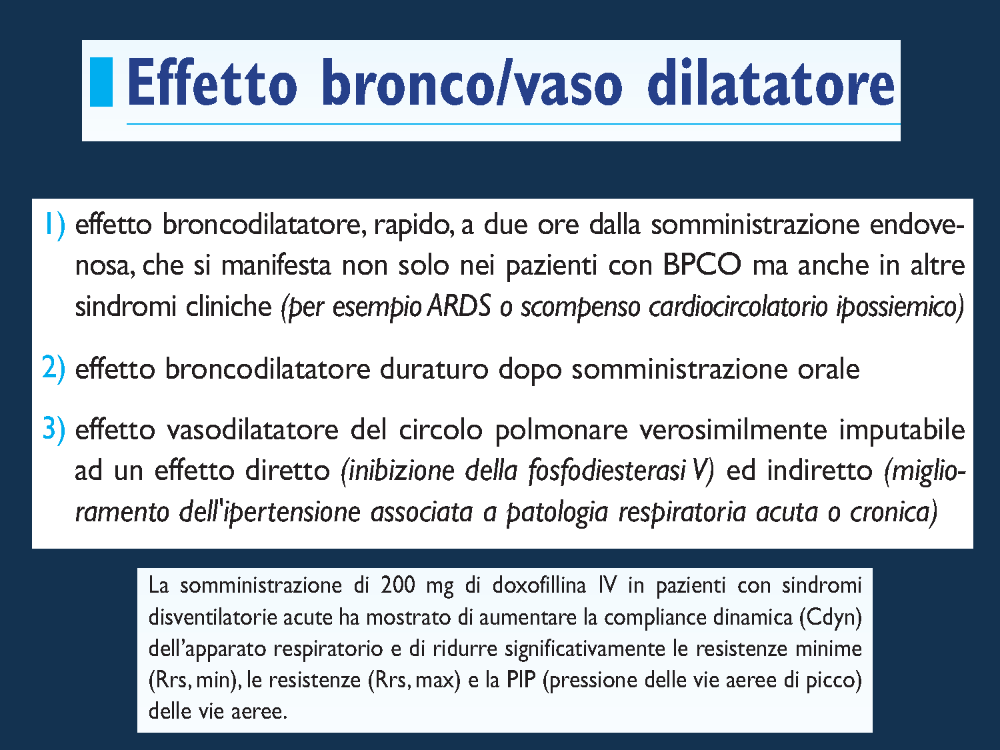 Effetto bronco/vaso dilatatore
1) effetto broncodilatatore, rapido, a due ore dalla somministrazione endove-
nosa, che si manifesta non solo nei pazienti con BPCO ma anche in altre
sindromi cliniche (per esempio ARDS o scompenso cardiocircolatorio ipossiemico)
2) effetto broncodilatatore duraturo dopo somministrazione orale
3) effetto vasodilatatore del circolo polmonare verosimilmente imputabile
ad un effetto diretto (inibizione della fosfodiesterasi V) ed indiretto (miglio-
ramento dell'ipertensione associata a patologia respiratoria acuta o cronica)
La somministrazione di 200 mg di doxofillina IV in pazienti con sindromi
disventilatorie acute ha mostrato di aumentare la compliance dinamica (Cdyn)
dell’apparato respiratorio e di ridurre significativamente le resistenze minime
(Rrs, min), le resistenze (Rrs, max) e la PIP (pressione delle vie aeree di picco)
delle vie aeree.